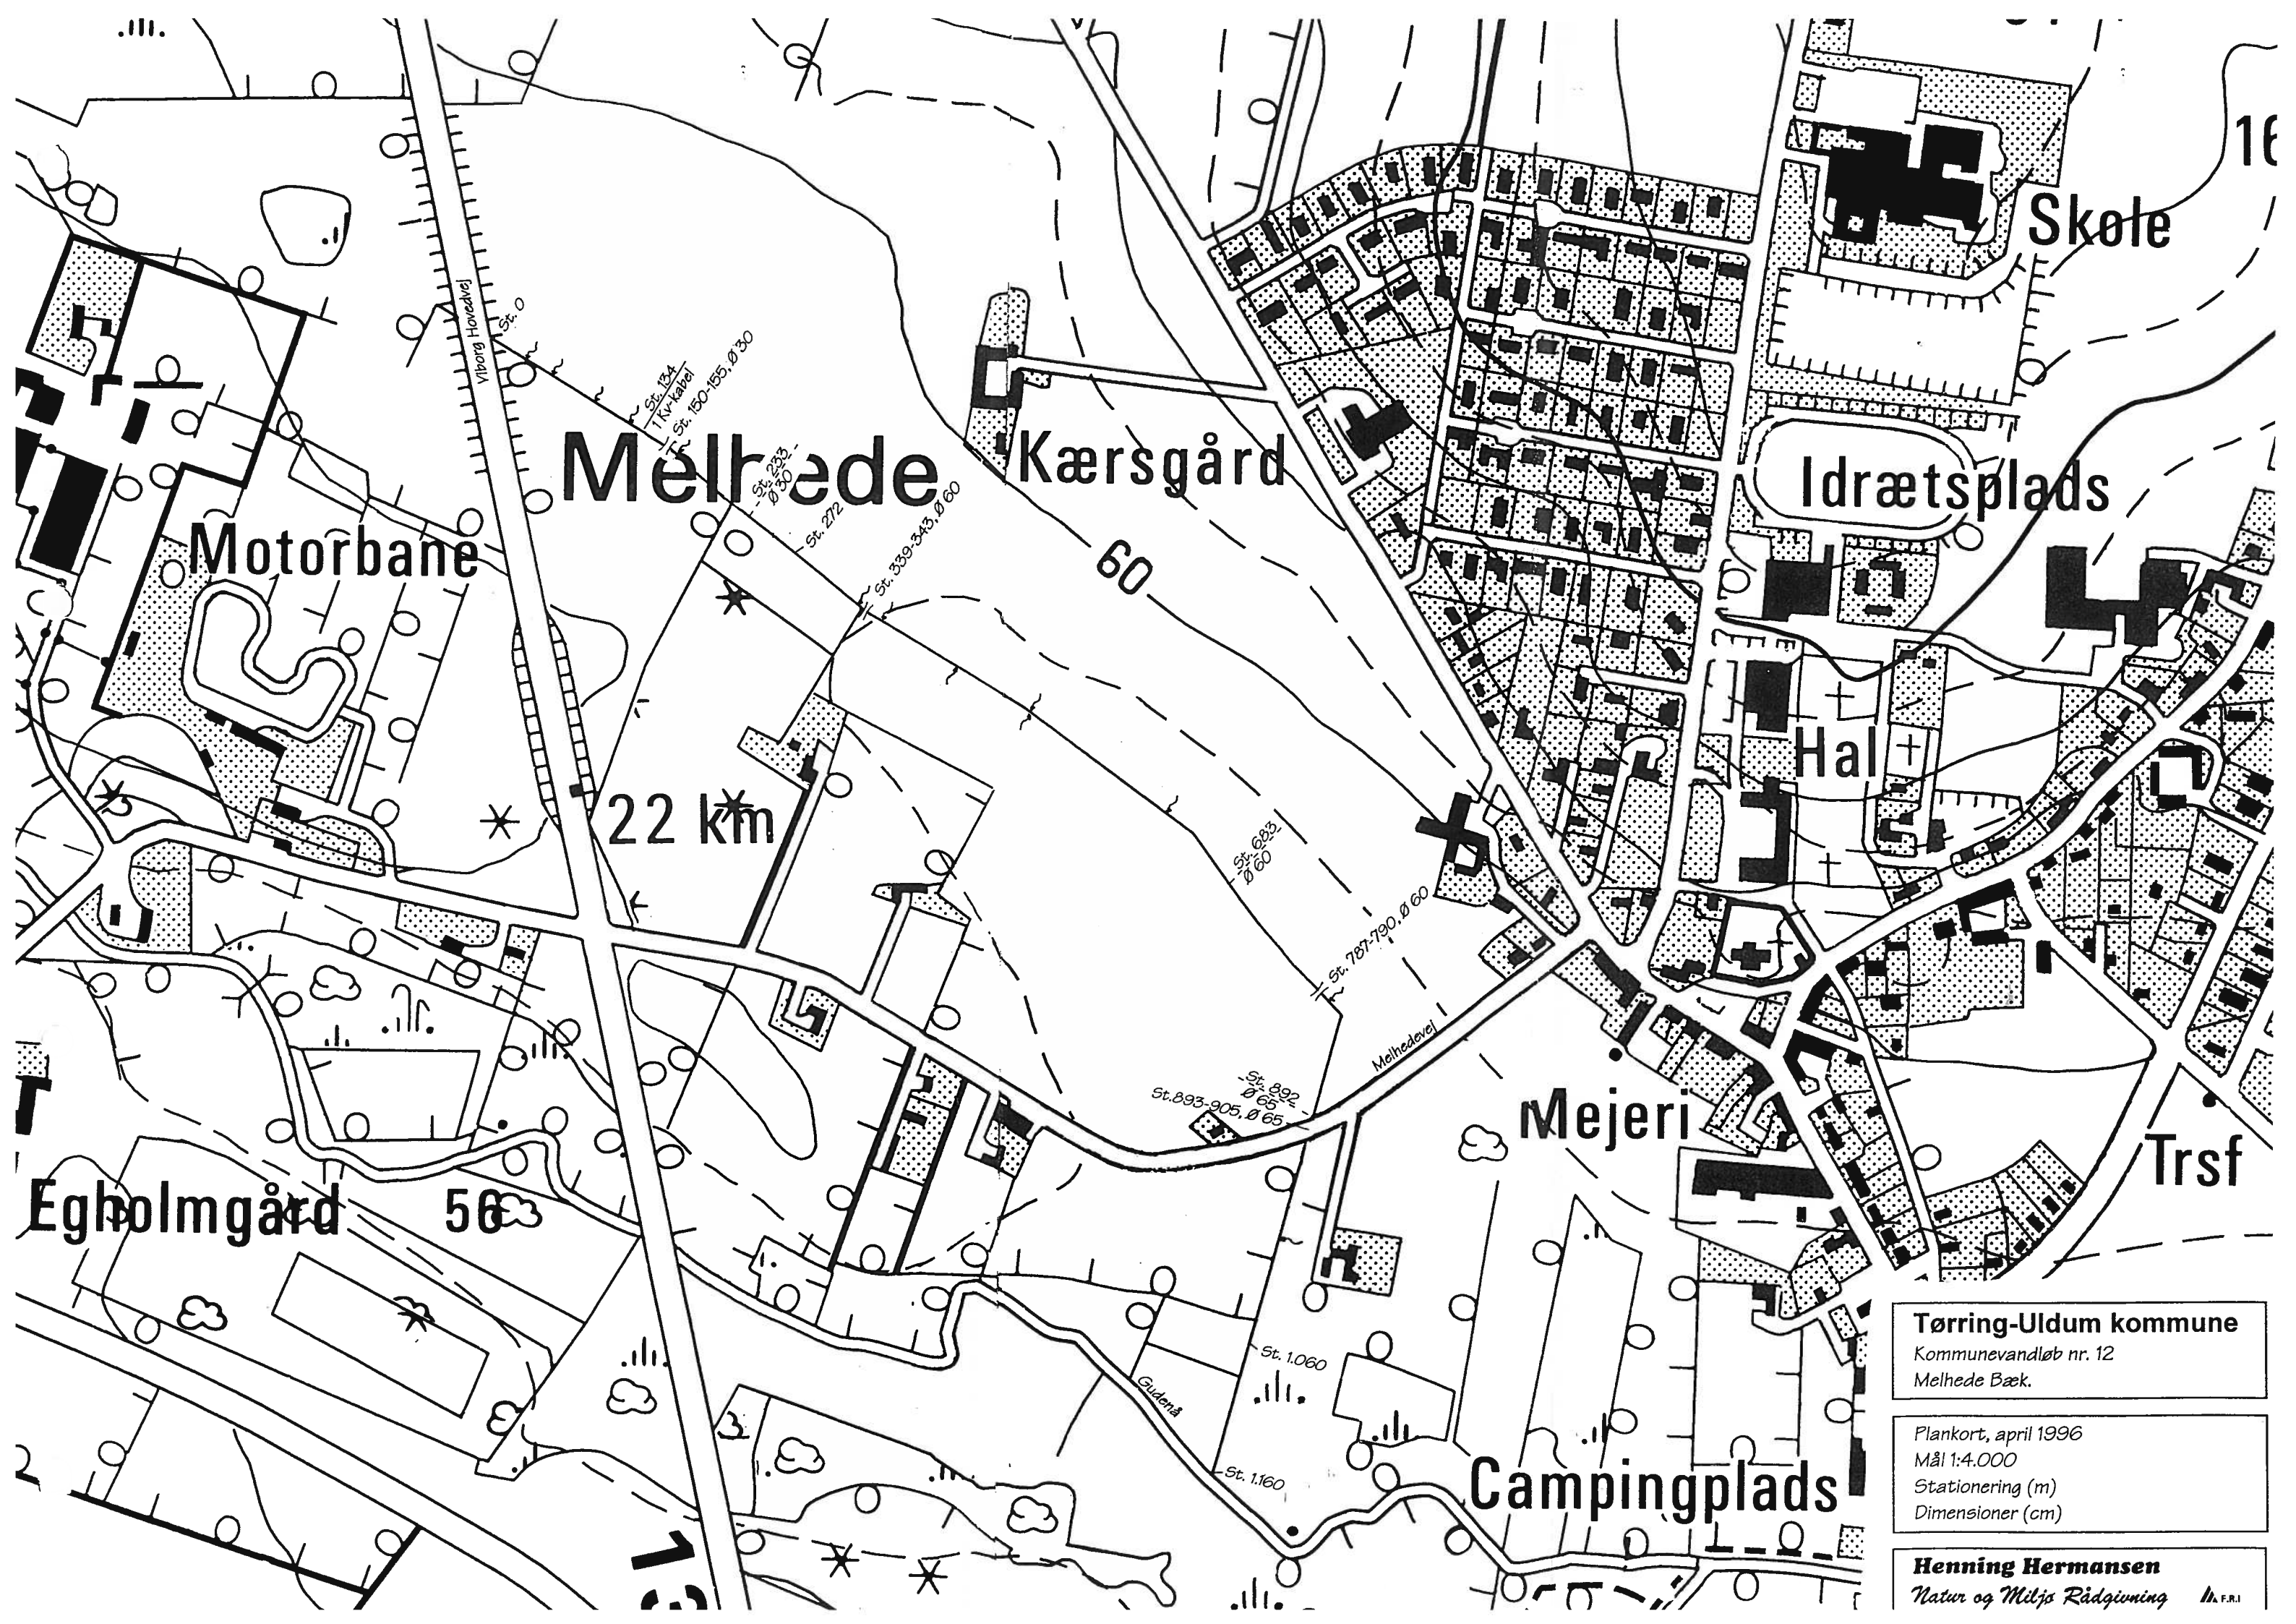 Skole
Viborg Hovedvej
St. 0
St. 134
1 Kv-kabel
St. 150-155, Ø 30
Melhede
St. 233
Ø 30
St. 272
St. 339-343, Ø 60
Kærsgård
60
Idrætsplads
Motorbane
Hal
22 km
St. 683
Ø 60
St. 787-790, Ø 60
Melhedevej
St. 892
Ø 65
St.893-905, Ø 65
Mejeri
Trsf
Egholmgård
56
St. 1.060
Gudenå
St. 1.160
Campingplads
13
Tørring-Uldum kommune
Kommunevandløb nr. 12
Melhede Bæk.
Plankort, april 1996
Mål 1:4.000
Stationering (m)
Dimensioner (cm)
Henning Hermansen
Natur og Miljø Rådgivning
F.R.I